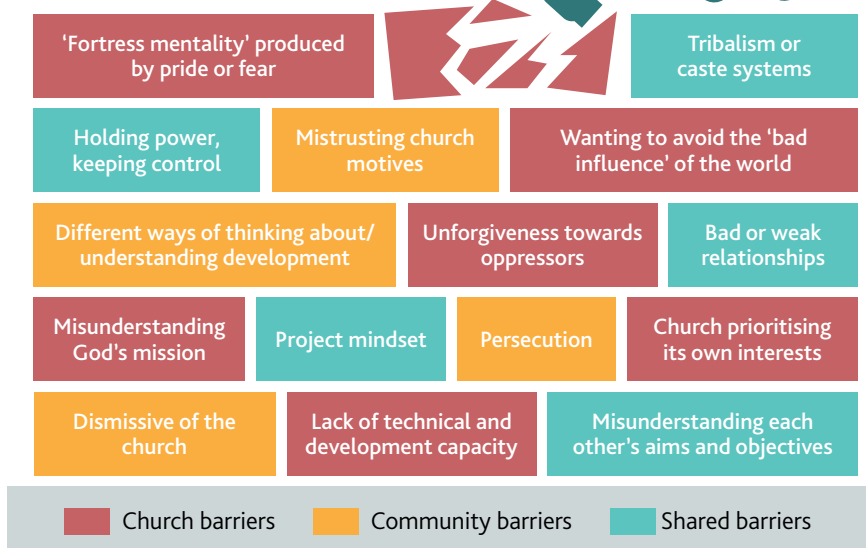 ‘Fortress mentality’ produced
by pride or fear
Tribalism or
caste systems
Holding power,
keeping control
Mistrusting church
motives
Wanting to avoid the ‘bad
influence’ of the world
Different ways of thinking about/
understanding development
Unforgiveness towards
oppressors
Bad or weak
relationships
Misunderstanding
God’s mission
Project mindset
Persecution
Church prioritising
its own interests
Dismissive of the
church
Lack of technical and
development capacity
Misunderstanding each
other’s aims and objectives
Church barriers
Community barriers
Shared barriers